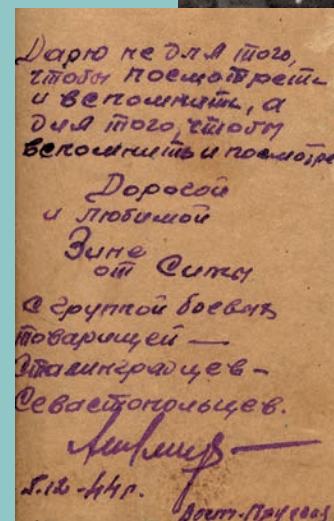 Дарю не для того,
чтобы посмотреть
и вспомнить, а
для того, чтобы
вспомнить и посмотре
Дорогой
и любимой
Зине
от Симы
с группой боевых
товарищей —
сталинградцев –
Севастопольцев.
5.12-44г.